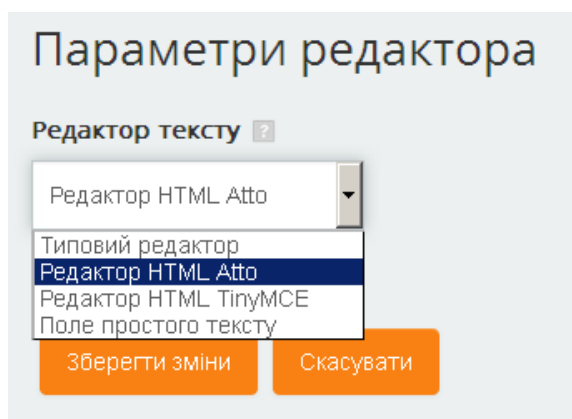 Параметри редактора
Редактор тексту ?
Редактор HTML Atto
Типовий редактор
Редактор HTML Atto
Редактор HTML TinyMCE
Поле простого тексту
Зберегти зміни Скасувати